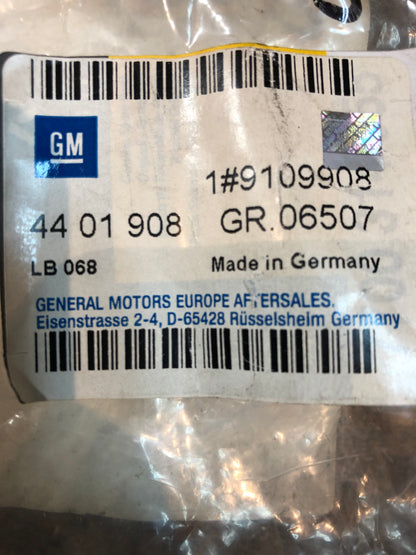 GM
1#9109908
44 01 908 GR.06507
LB 068 Made in Germany
GENERAL MOTORS EUROPE AFTERSALES.
Eisenstrasse 2-4, D-65428 Rüsselsheim Germany